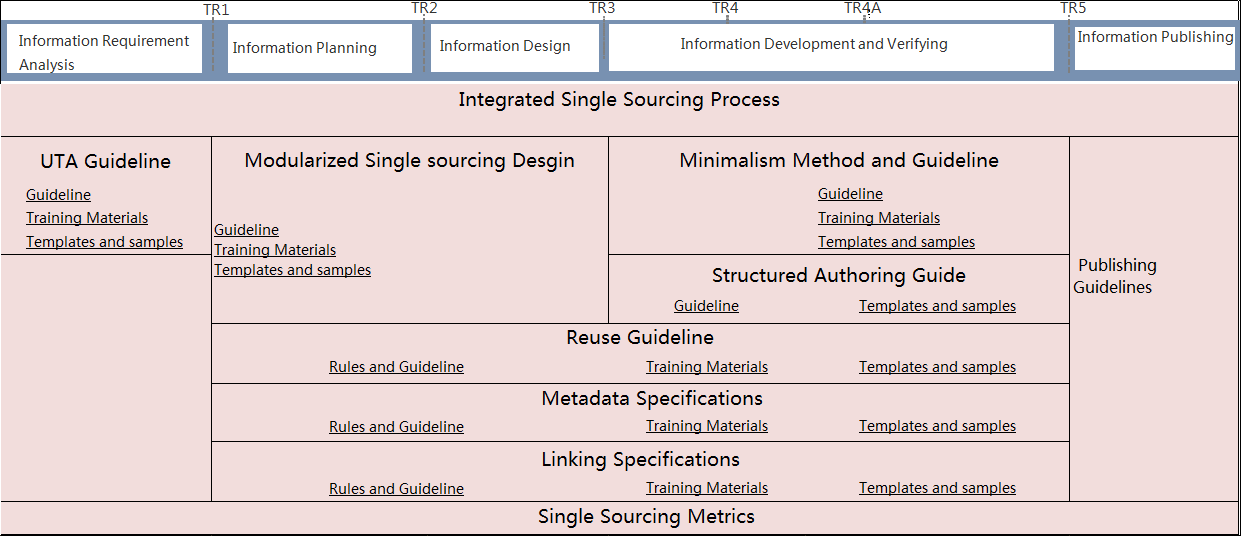 TR1 TR2 TR3 TR4 TR4A TR5
Information Requirement
Analysis
Information Planning
Information Design
Information Development and Verifying
Information Publishing
Integrated Single Sourcing Process
UTA Guideline
Guideline
Training Materials
Templates and samples
Modularized Single sourcing Desgin
Guideline
Training Materials
Templates and samples
Minimalism Method and Guideline
Guideline
Training Materials
Templates and samples
Structured Authoring Guide
Guideline Templates and samples
Publishing
Guidelines
Reuse Guideline
Rules and Guideline Training Materials Templates and samples
Metadata Specifications
Rules and Guideline Training Materials Templates and samples
Linking Specifications
Rules and Guideline Training Materials Templates and samples
Single Sourcing Metrics